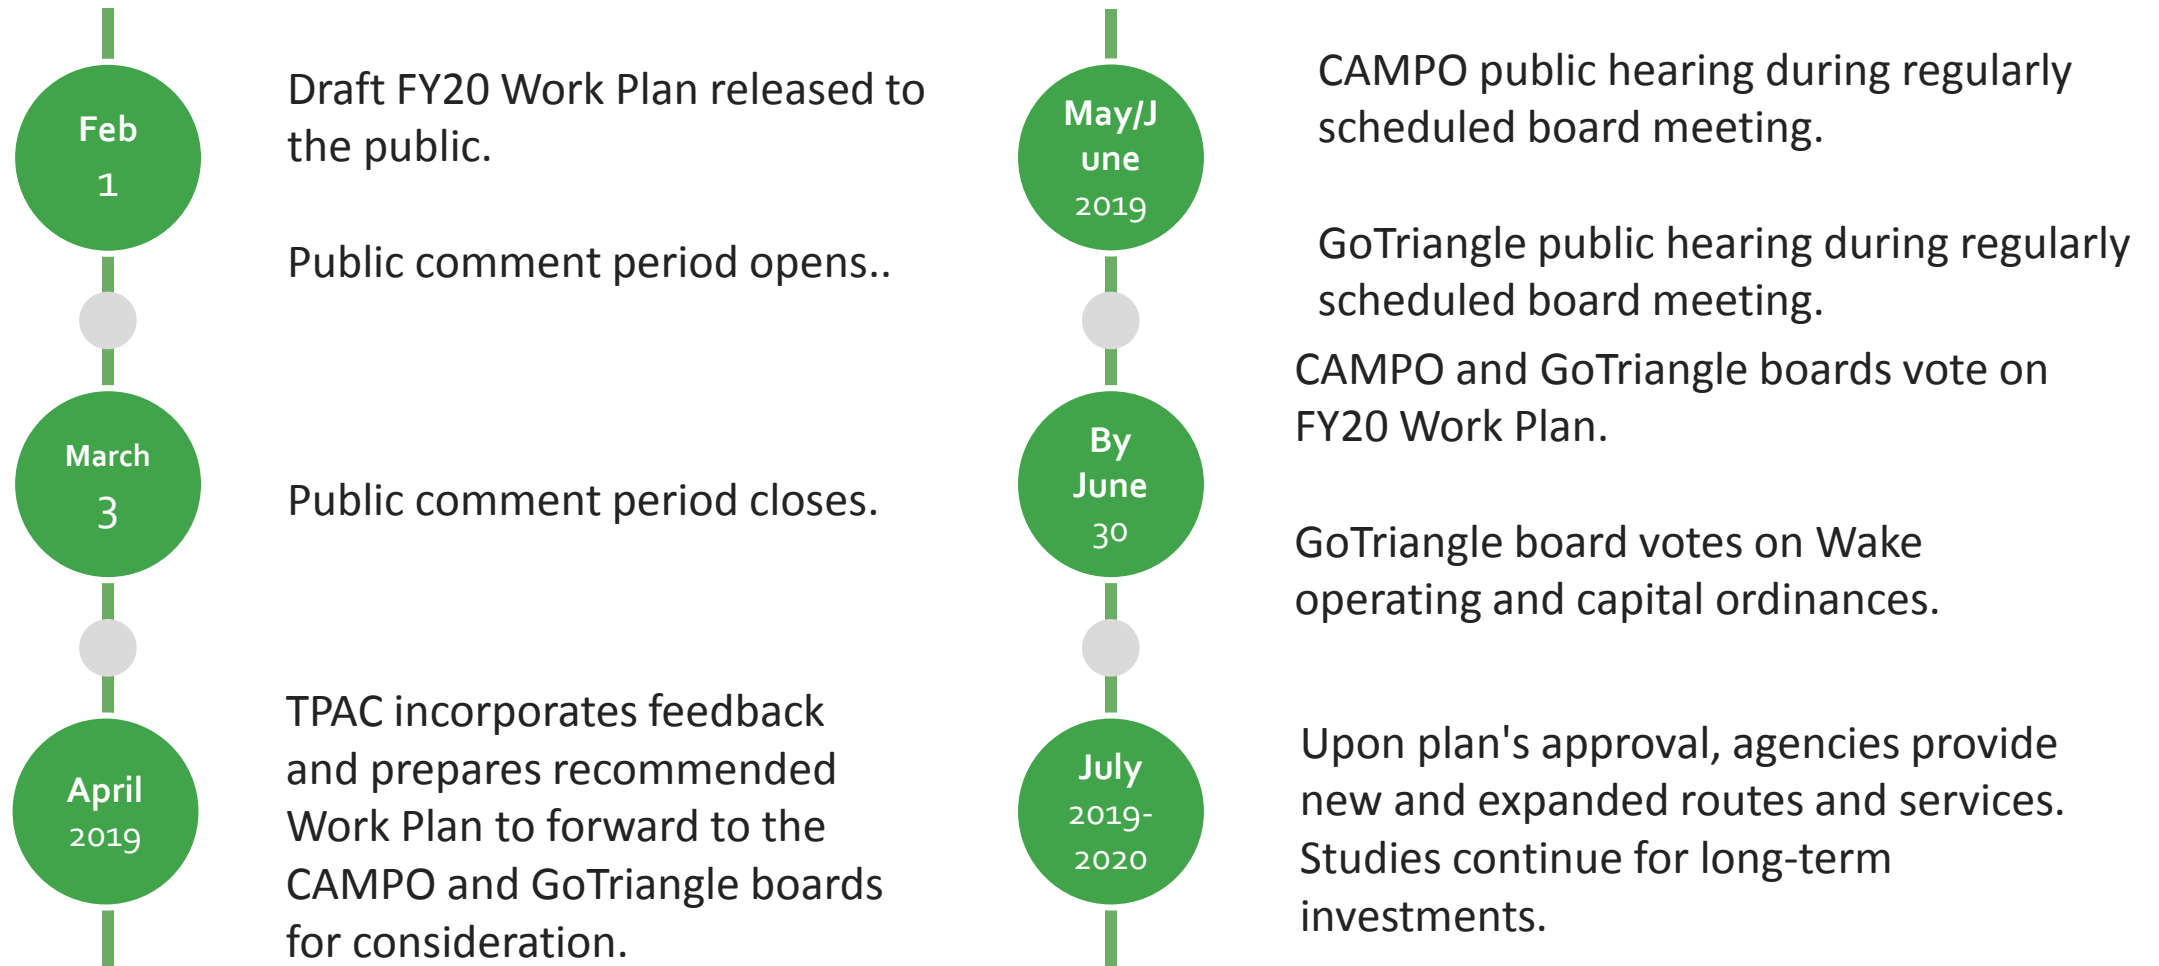 Feb
1
Draft FY20 Work Plan released to
the public.
Public comment period opens..
March
3
Public comment period closes.
April
2019
TPAC incorporates feedback
and prepares recommended
Work Plan to forward to the
CAMPO and GoTriangle boards
for consideration.
May/J
une
2019
CAMPO public hearing during regularly
scheduled board meeting.
GoTriangle public hearing during regularly
scheduled board meeting.
By
June
30
CAMPO and GoTriangle boards vote on
FY20 Work Plan.
GoTriangle board votes on Wake
operating and capital ordinances.
July
2019-
2020
Upon plan's approval, agencies provide
new and expanded routes and services.
Studies continue for long-term
investments.